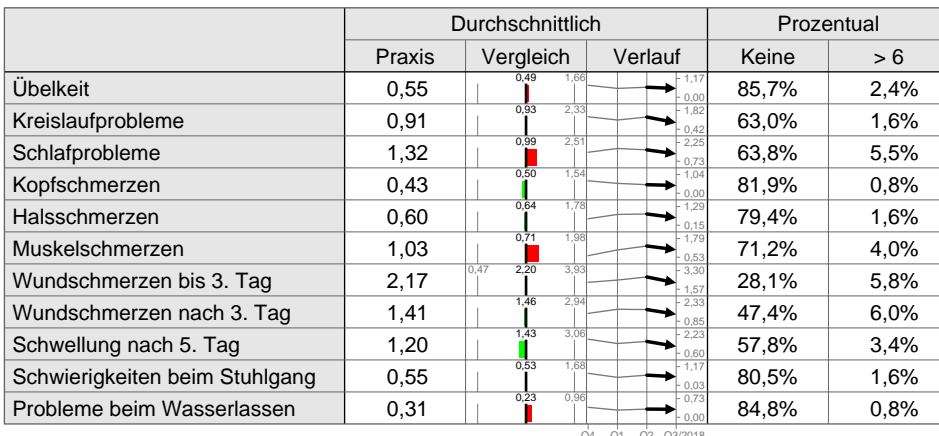 Durchschnittlich Prozentual
Praxis Vergleich Verlauf Keine > 6
Übelkeit 0,55 0,49 1,66 1,17 0,00 85,7% 2,4%
Kreislaufprobleme 0,91 0,93 2,33 1,82 0,42 63,0% 1,6%
Schlafprobleme 1,32 0,99 2,51 2,25 0,73 63,8% 5,5%
Kopfschmerzen 0,43 0,50 1,54 1,04 0,00 81,9% 0,8%
Halsschmerzen 0,60 0,64 1,78 1,29 0,15 79,4% 1,6%
Muskelschmerzen 1,03 0,71 1,98 1,79 0,53 71,2% 4,0%
Wundschmerzen bis 3. Tag 2,17 0,47 2,20 3,93 3,30 1,57 28,1% 5,8%
Wundschmerzen nach 3. Tag 1,41 1,46 2,94 2,33 0,85 47,4% 6,0%
Schwellung nach 5. Tag 1,20 1,43 3,06 2,23 0,60 57,8% 3,4%
Schwierigkeiten beim Stuhlgang 0,55 0,53 1,68 1,17 0,03 80,5% 1,6%
Probleme beim Wasserlassen 0,31 0,23 0,96 0,73 0,00 84,8% 0,8%
Q4 Q1 Q2 Q3/2018